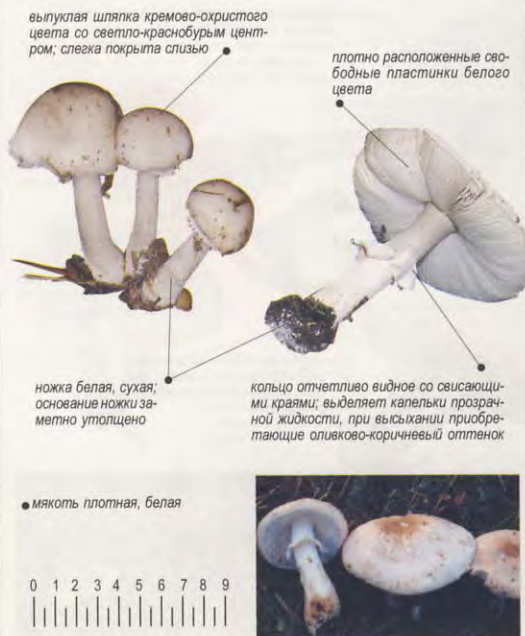 выпуклая шляпка кремово-охристого
цвета со светло-краснобурым цент-
ром; слегка покрыта слизью
плотно расположенные сво-
бодные пластинки белого
цвета
ножка белая, сухая;
основание ножки за-
метно утолщено
кольцо отчетливо видное со свисающи-
ми краями; выделяет капельки прозрач-
ной жидкости, при высыхании приобре-
тающие оливково-коричневый оттенок
мякоть плотная, белая
0 1 2 3 4 5 6 7 8 9